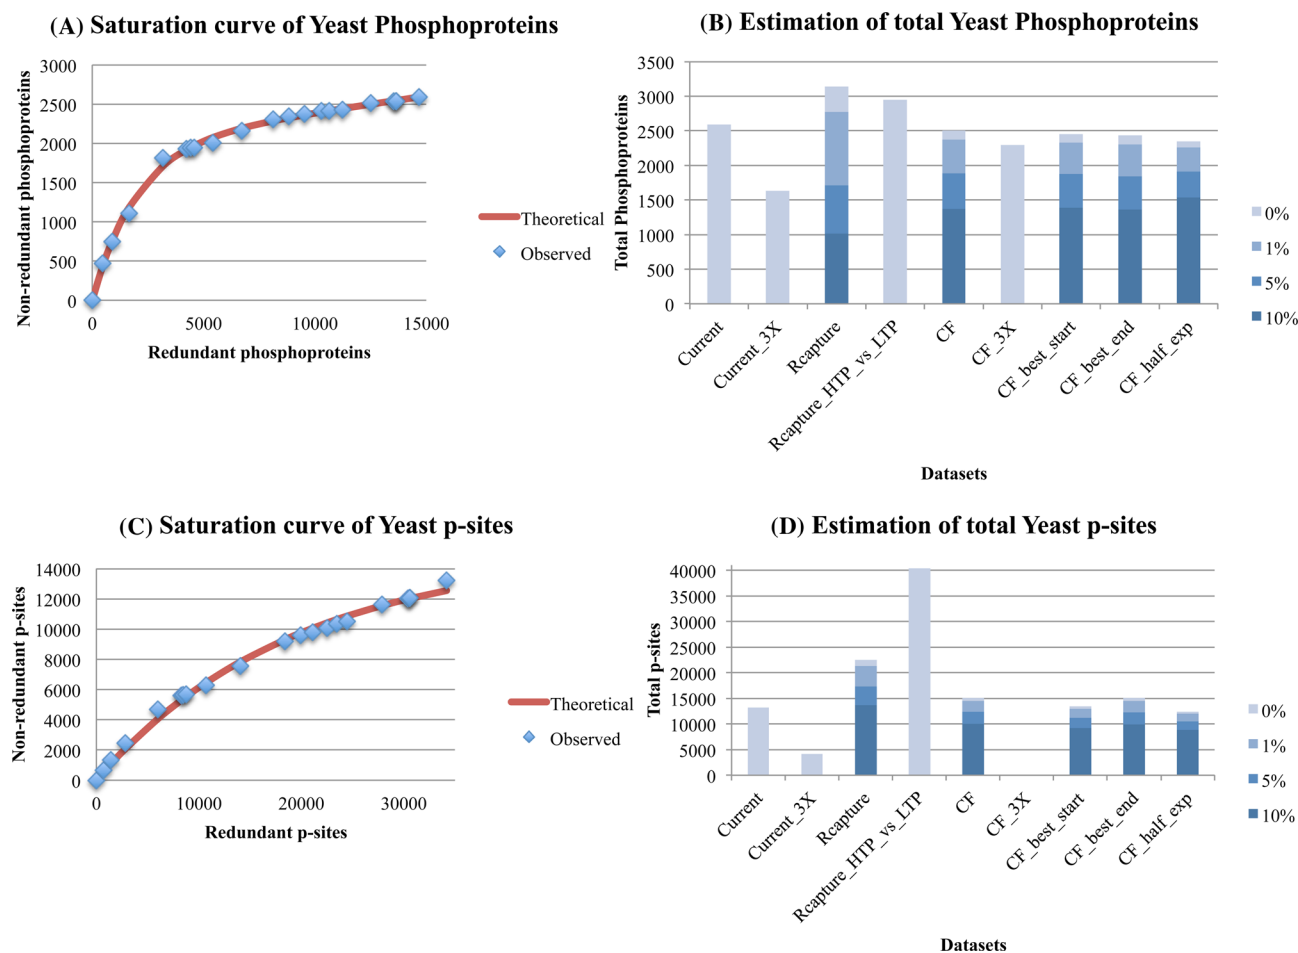 (A) Saturation curve of Yeast Phosphoproteins
Non-redundant phosphoproteins
3000
2500
2000
1500
1000
500
0
0 5000 10000 15000
Redundant phosphoproteins
Theoretical
Observed
(B) Estimation of total Yeast Phosphoproteins
Total Phosphoproteins
3500
3000
2500
2000
1500
1000
500
0
Current
Current_3X
Rcapture
Rcapture_HTP_vs_LTP
CF
CF_3X
CF_best_start
CF_best_end
CF_half_exp
Datasets
0%
1%
5%
10%
(C) Saturation curve of Yeast p-sites
Non-redundant p-sites
14000
12000
10000
8000
6000
4000
2000
0
0 10000 20000 30000
Redundant p-sites
Theoretical
Observed
(D) Estimation of total Yeast p-sites
Total p-sites
40000
35000
30000
25000
20000
15000
10000
5000
0
Current
Current_3X
Rcapture
Rcapture_HTP_vs_LTP
CF
CF_3X
CF_best_start
CF_best_end
CF_half_exp
Datasets
0%
1%
5%
10%